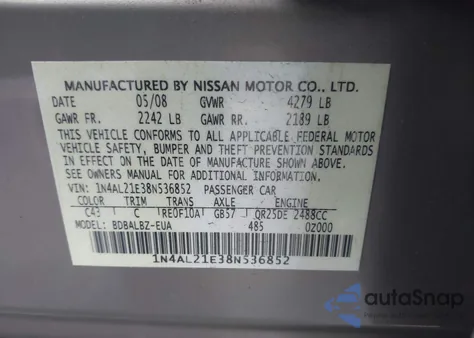 MANUFACTURED BY NISSAN MOTOR CO., LTD.
DATE 05/08 GVWR 4279 LB
GAWR FR. 2242 LB GAWR RR. 2189 LB
THIS VEHICLE CONFORMS TO ALL APPLICABLE FEDERAL MOTOR
VEHICLE SAFETY, BUMPER, AND THEFT PREVENTION STANDARDS
IN EFFECT ON THE DATE OF MANUFACTURE SHOWN ABOVE.
SEE OWNERS MANUAL FOR ADDITIONAL INFORMATION.
VIN: 1N4AL21E38N536852 PASSENGER CAR
COLOR TRIM TRANS AXLE ENGINE
C43 C RE0F10A GB57 QR25DE 2488CC
MODEL: BDBALBZ-EUA 485 0Z000
1N4AL21E38N536852
autoSnap